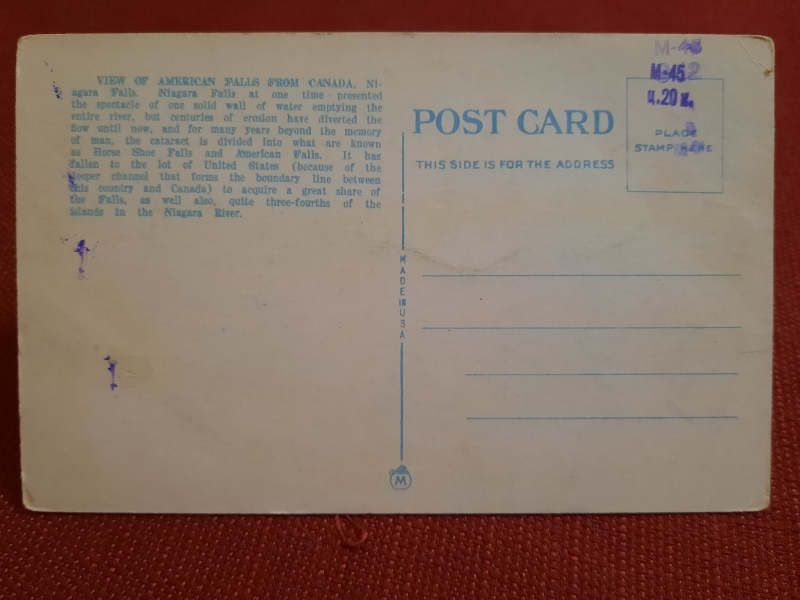 VIEW OF AMERICAN FALLS FROM CANADA, Ni-
agara Falls. Niagara Falls at one time presented
the spectacle of one solid wall of water emptying the
entire river, but centuries of erosion have diverted the
flow until now, and for many years beyond the memory
of man, the cataract is divided into what are known
as Horse Shoe Falls and American Falls. It has
fallen to the lot of United States (because of the
deeper channel that forms the boundary line between
this country and Canada) to acquire a great share of
the Falls, as well also, quite three-fourths of the
islands in the Niagara River.
POST CARD
THIS SIDE IS FOR THE ADDRESS
M-45
M-45
ц.20к.
PLACE
STAMP HERE
MADE IN USA
M